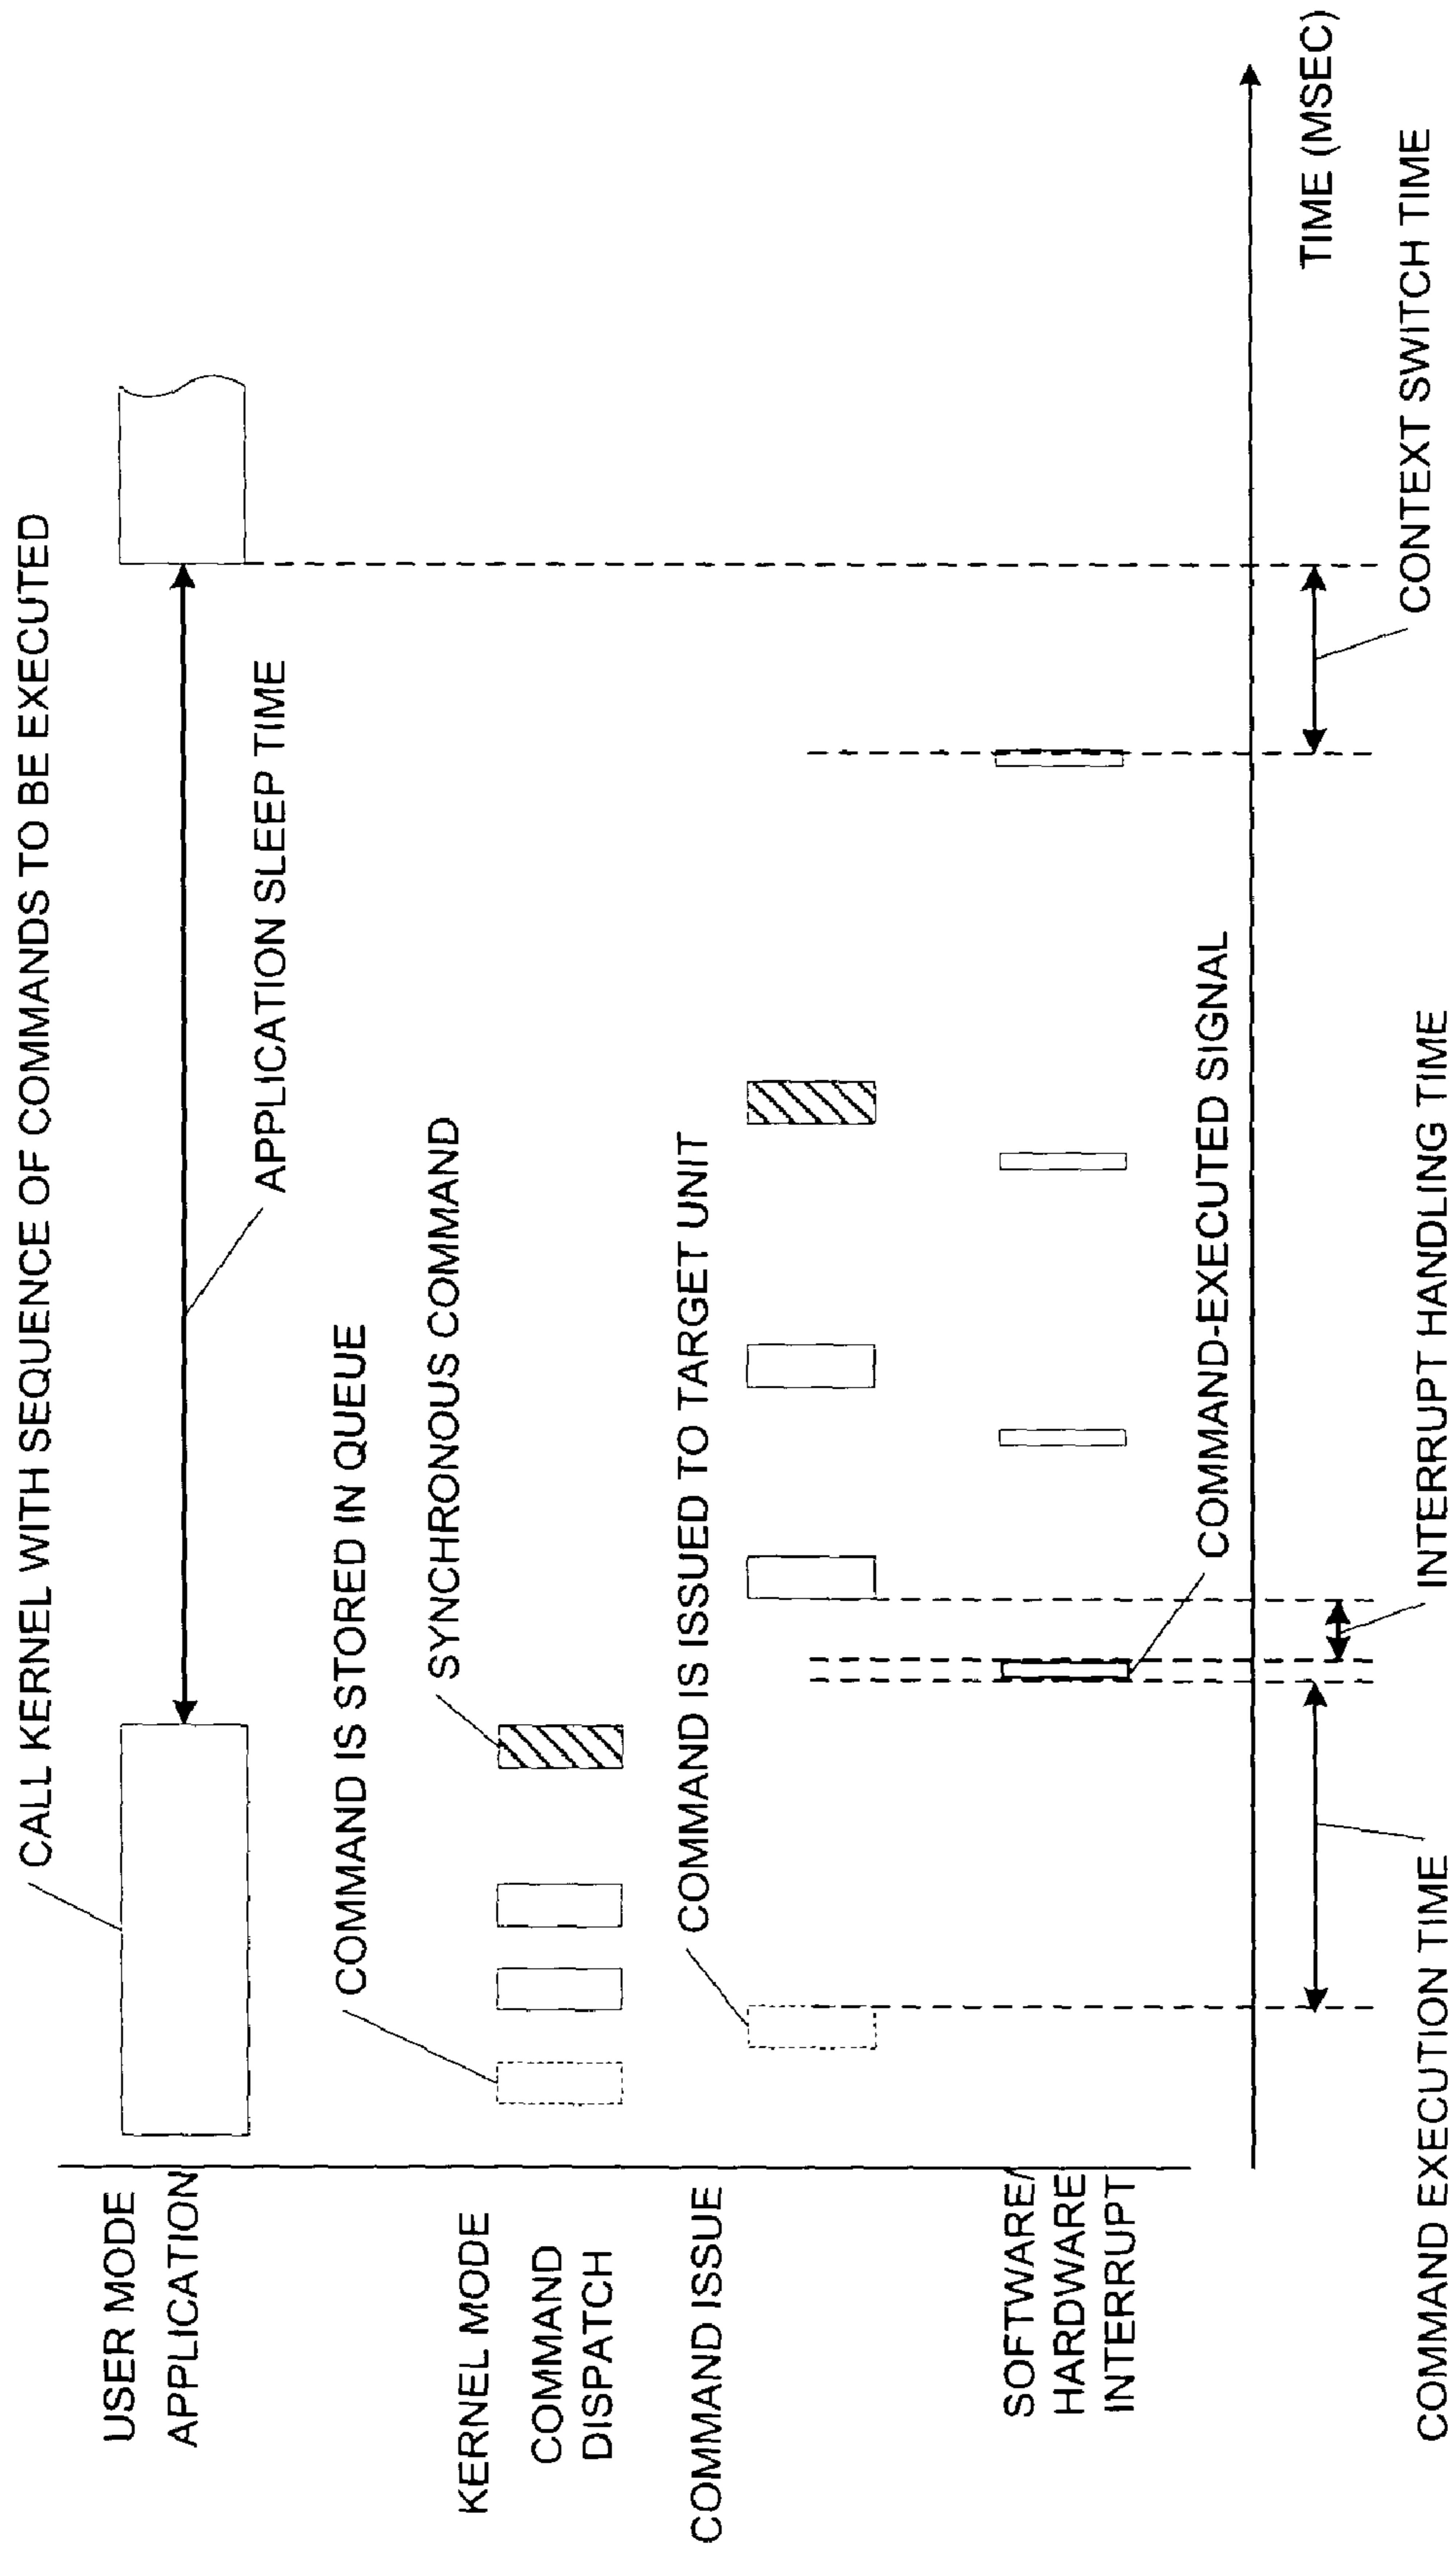 CALL KERNEL WITH SEQUENCE OF COMMANDS TO BE EXECUTED
USER MODE
APPLICATION
APPLICATION SLEEP TIME
COMMAND IS STORED IN QUEUE
SYNCHRONOUS COMMAND
KERNEL MODE
COMMAND
DISPATCH
COMMAND IS ISSUED TO TARGET UNIT
COMMAND ISSUE
SOFTWARE/
HARDWARE
INTERRUPT
COMMAND-EXECUTED SIGNAL
TIME (MSEC)
COMMAND EXECUTION TIME
INTERRUPT HANDLING TIME
CONTEXT SWITCH TIME